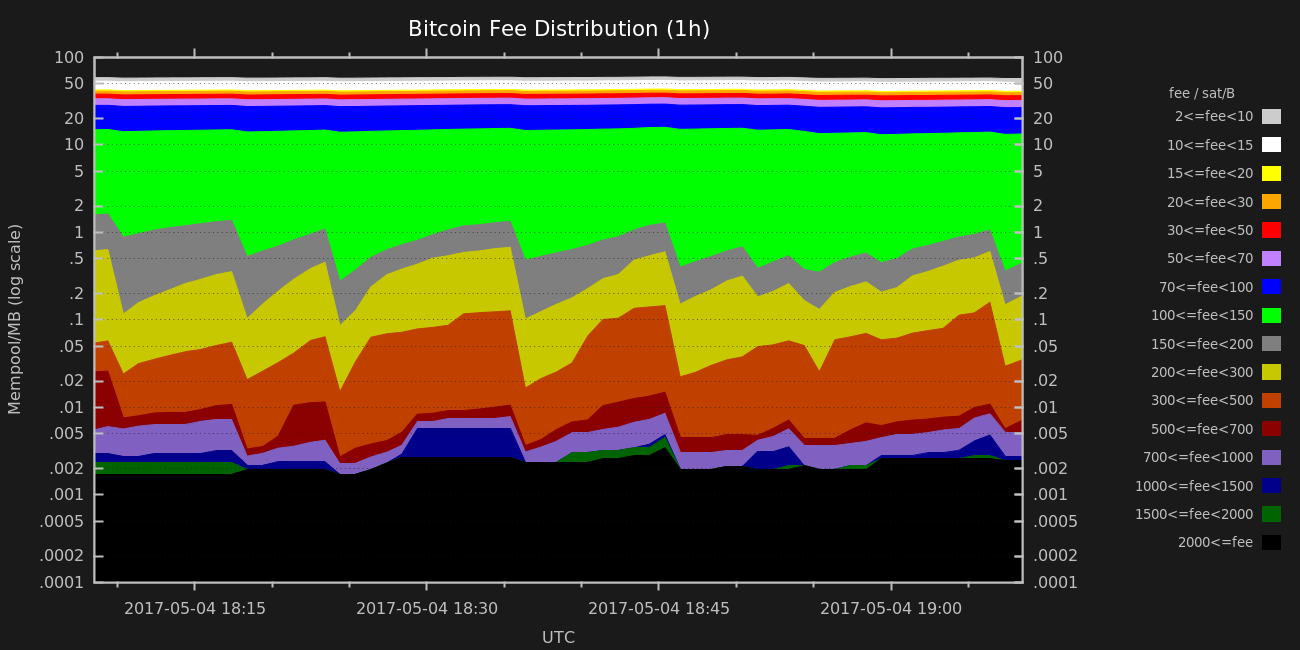 Bitcoin Fee Distribution (1h)
100
50
20
10
5
2
1
.5
.2
.1
.05
.02
.01
.005
.002
.001
.0005
.0002
.0001
Mempool/MB (log scale)
100
50
20
10
5
2
1
.5
.2
.1
.05
.02
.01
.005
.002
.001
.0005
.0002
.0001
fee / sat/B
2<=fee<10
10<=fee<15
15<=fee<20
20<=fee<30
30<=fee<50
50<=fee<70
70<=fee<100
100<=fee<150
150<=fee<200
200<=fee<300
300<=fee<500
500<=fee<700
700<=fee<1000
1000<=fee<1500
1500<=fee<2000
2000<=fee
2017-05-04 18:15
2017-05-04 18:30
2017-05-04 18:45
2017-05-04 19:00
UTC